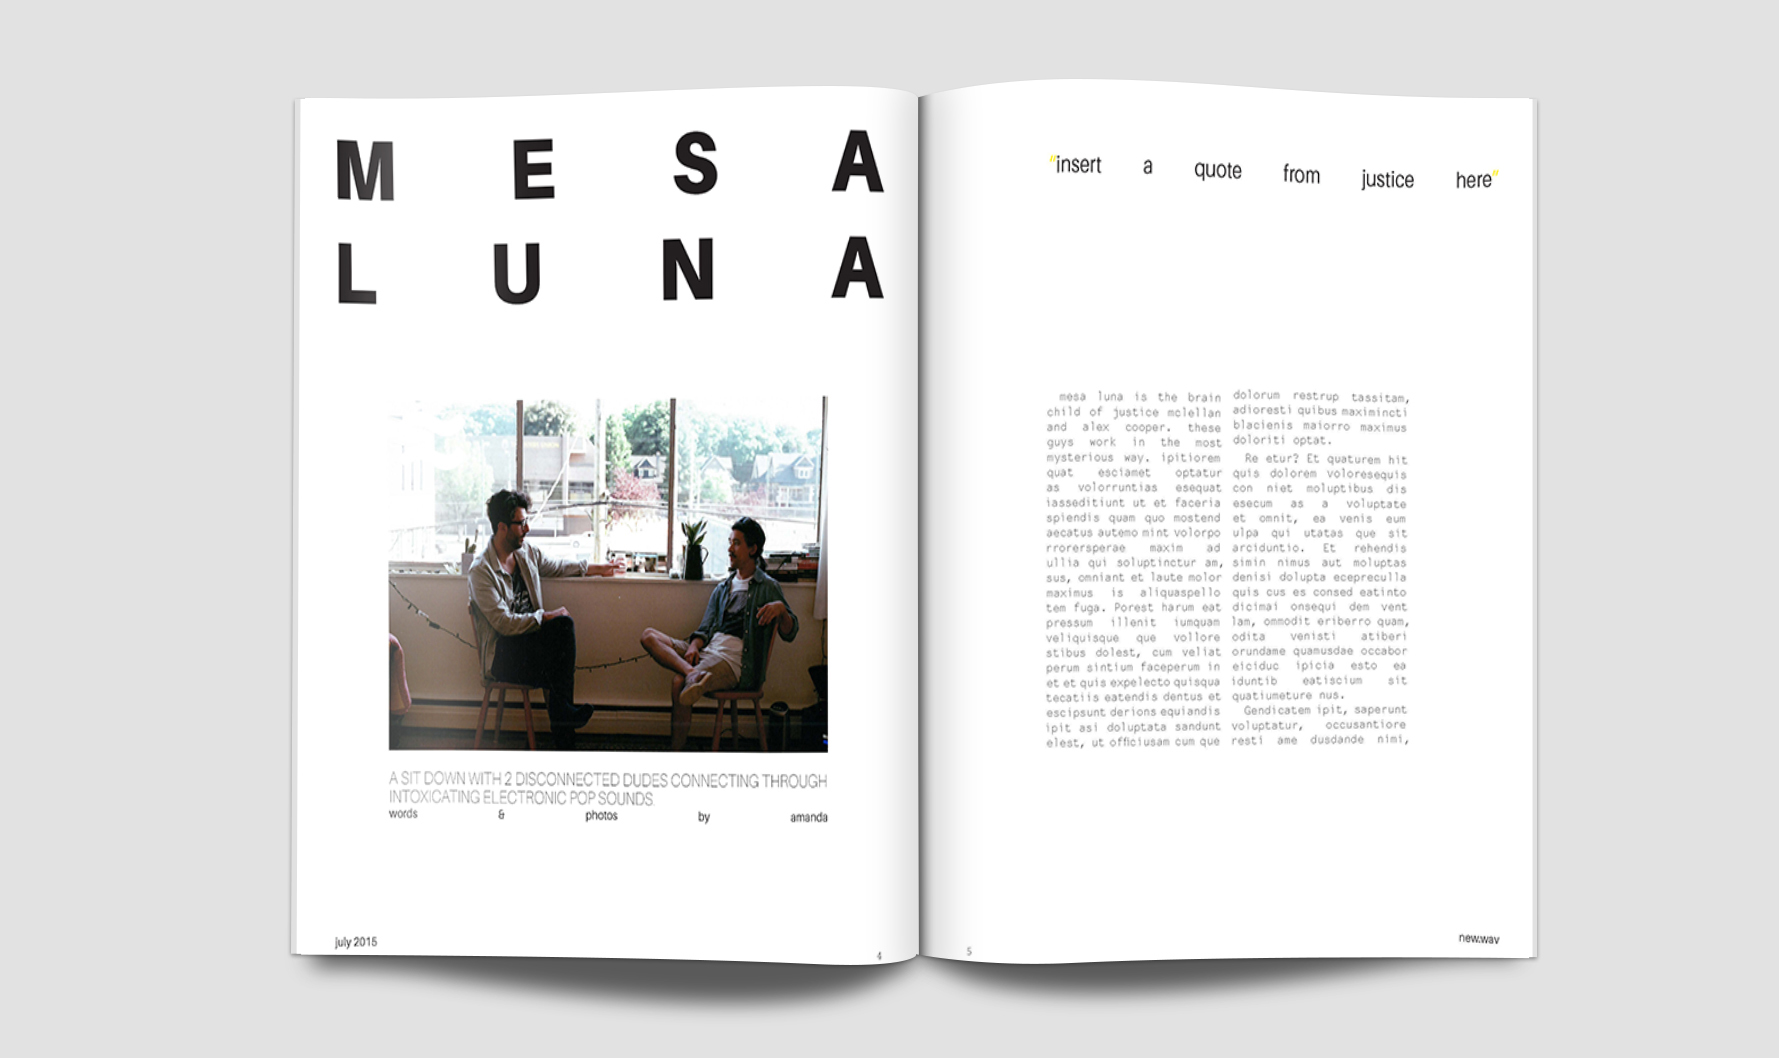 MESA
LUNA
A SIT DOWN WITH 2 DISCONNECTED DUDES CONNECTING THROUGH
INTOXICATING ELECTRONIC POP SOUNDS
words & photos by amanda
july 2015
4
"insert a quote from justice here"
mesa luna is the brain
child of justice mclellan
and alex cooper. these
guys work in the most
mysterious way. ipitiorem
quat esciamet optatur
as volorruntias esequat
iasseditiunt ut et faceria
spiendis quam quo mostend
aecatus autemo mint volorpo
rrorersperae maxim ad
ullia qui soluptinctur am,
sus, omniant et laute molor
maximus is aliquaspello
tem fuga. Porest harum eat
pressum illenit iumquam
veliquisque que vollore
stibus dolest, cum veliat
perum sintium faceperum in
et et quis expelecto quisqua
tecatiis eatendis dentus et
escipsunt derions equiandis
ipit asi doluptata sandunt
elest, ut officiusam cum que
dolorum restrup tassitam,
adioresti quibus maximincti
blacienis maiorro maximus
doloriti optat.
Re etur? Et quaturem hit
quis dolorem voloresequis
con niet moluptibus dis
esecum as a voluptate
et omnit, ea venis eum
ulpa qui utatas que sit
arciduntio. Et rehendis
simin nimus aut moluptas
denisi dolupta ecepreculla
quis cus es consed eatinto
dicimai onsequi dem vent
lam, ommodit eriberro quam,
odita venisti atiberi
orundame quamusdae occabor
eiciduc ipicia esto ea
iduntib eatiscium sit
quatiumeture nus.
Gendicatem ipit, saperunt
voluptatur, occusantiore
resti ame dusdande nimi,
5
new.wav